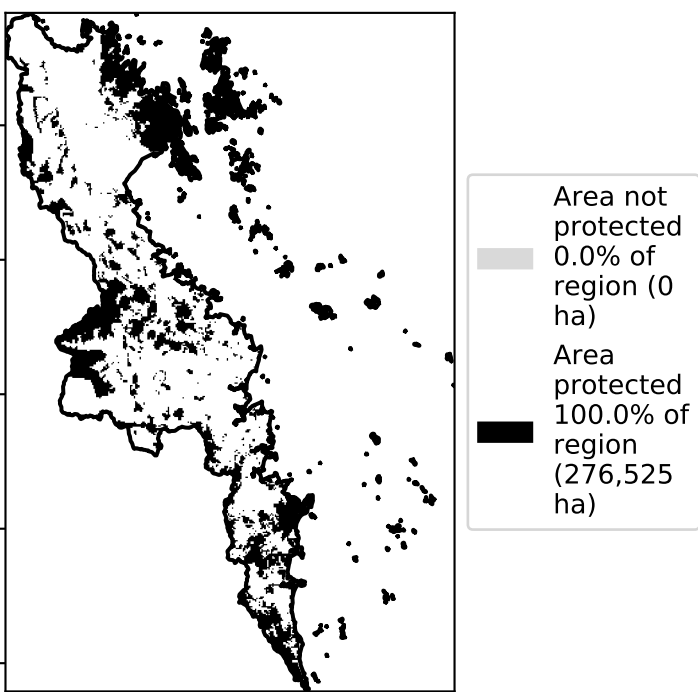 Area not
protected
0.0% of
region (0
ha)
Area
protected
100.0% of
region
(276,525
ha)